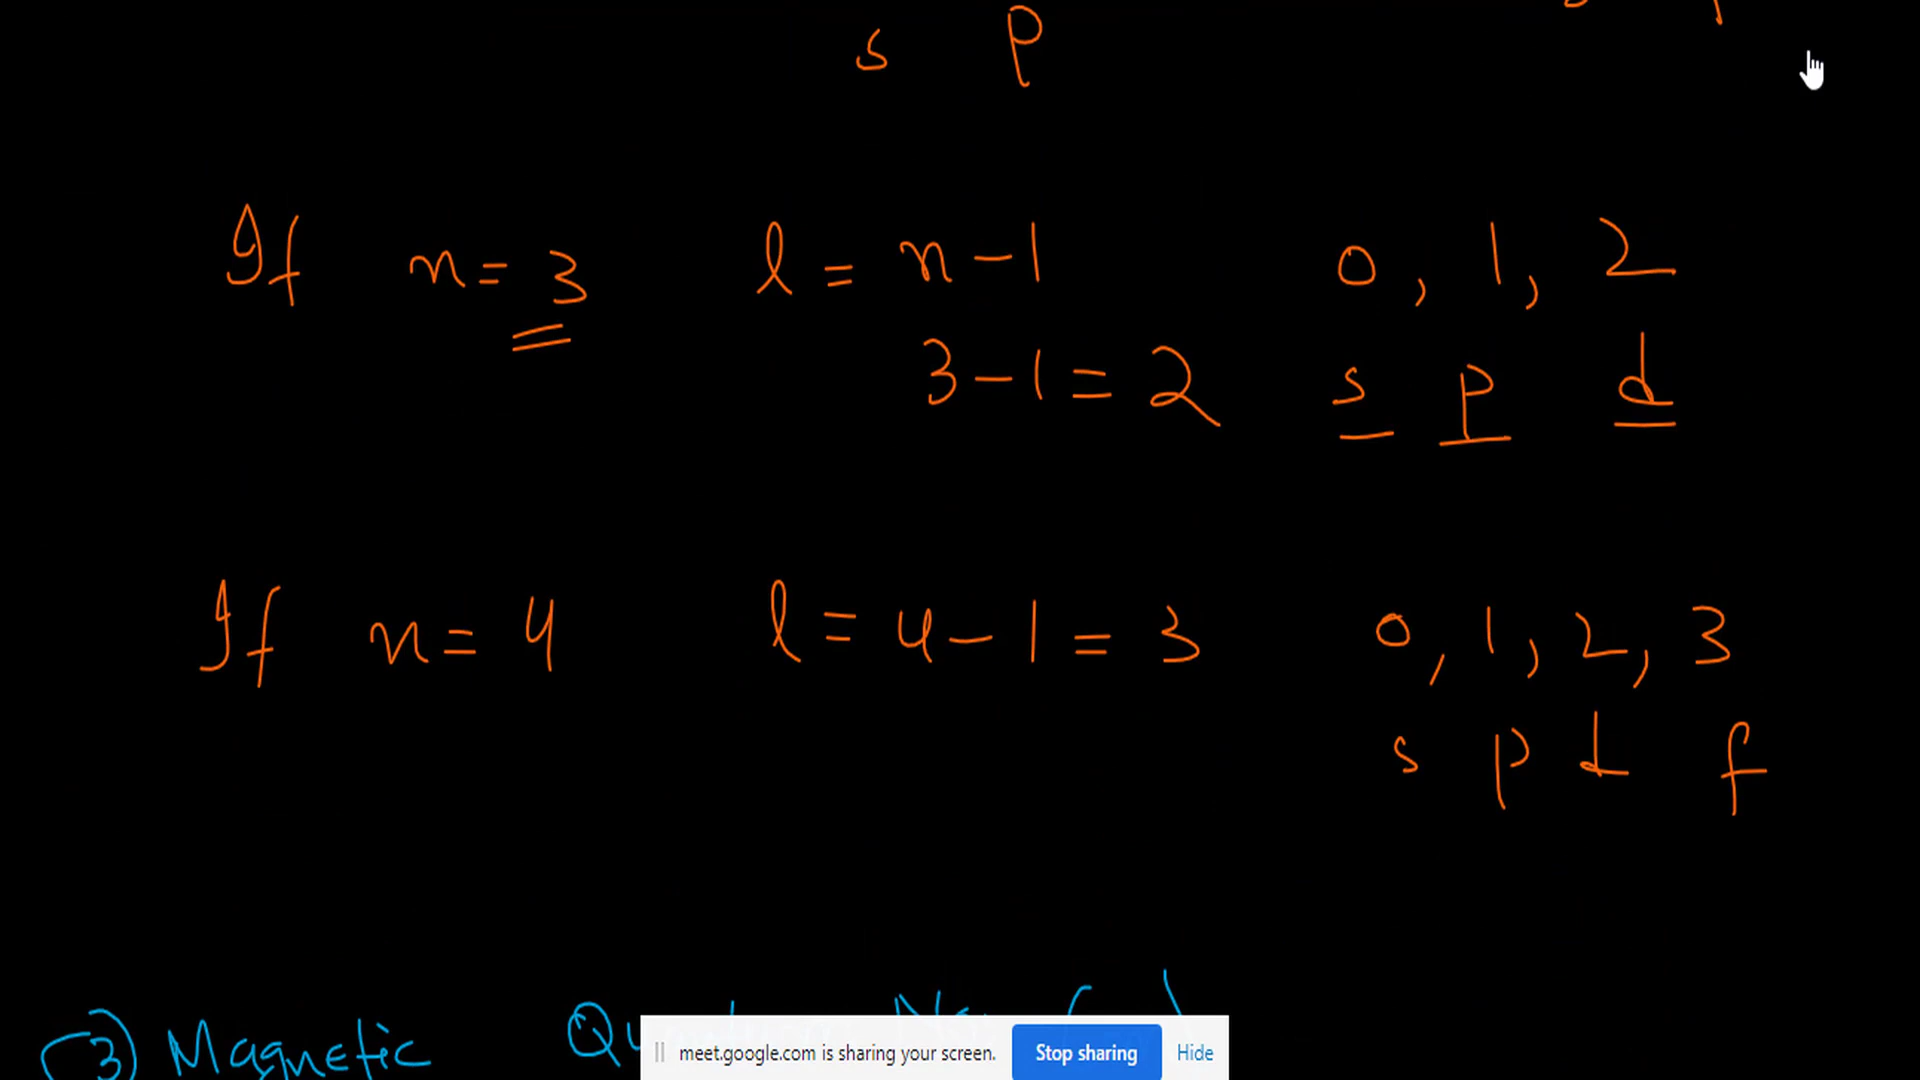 s p
If n = 3 l = n - 1 0, 1, 2
3 - 1 = 2 s p d
If n = 4 l = 4 - 1 = 3 0, 1, 2, 3
s p d f
3) Magnetic
meet.google.com is sharing your screen. Stop sharing Hide